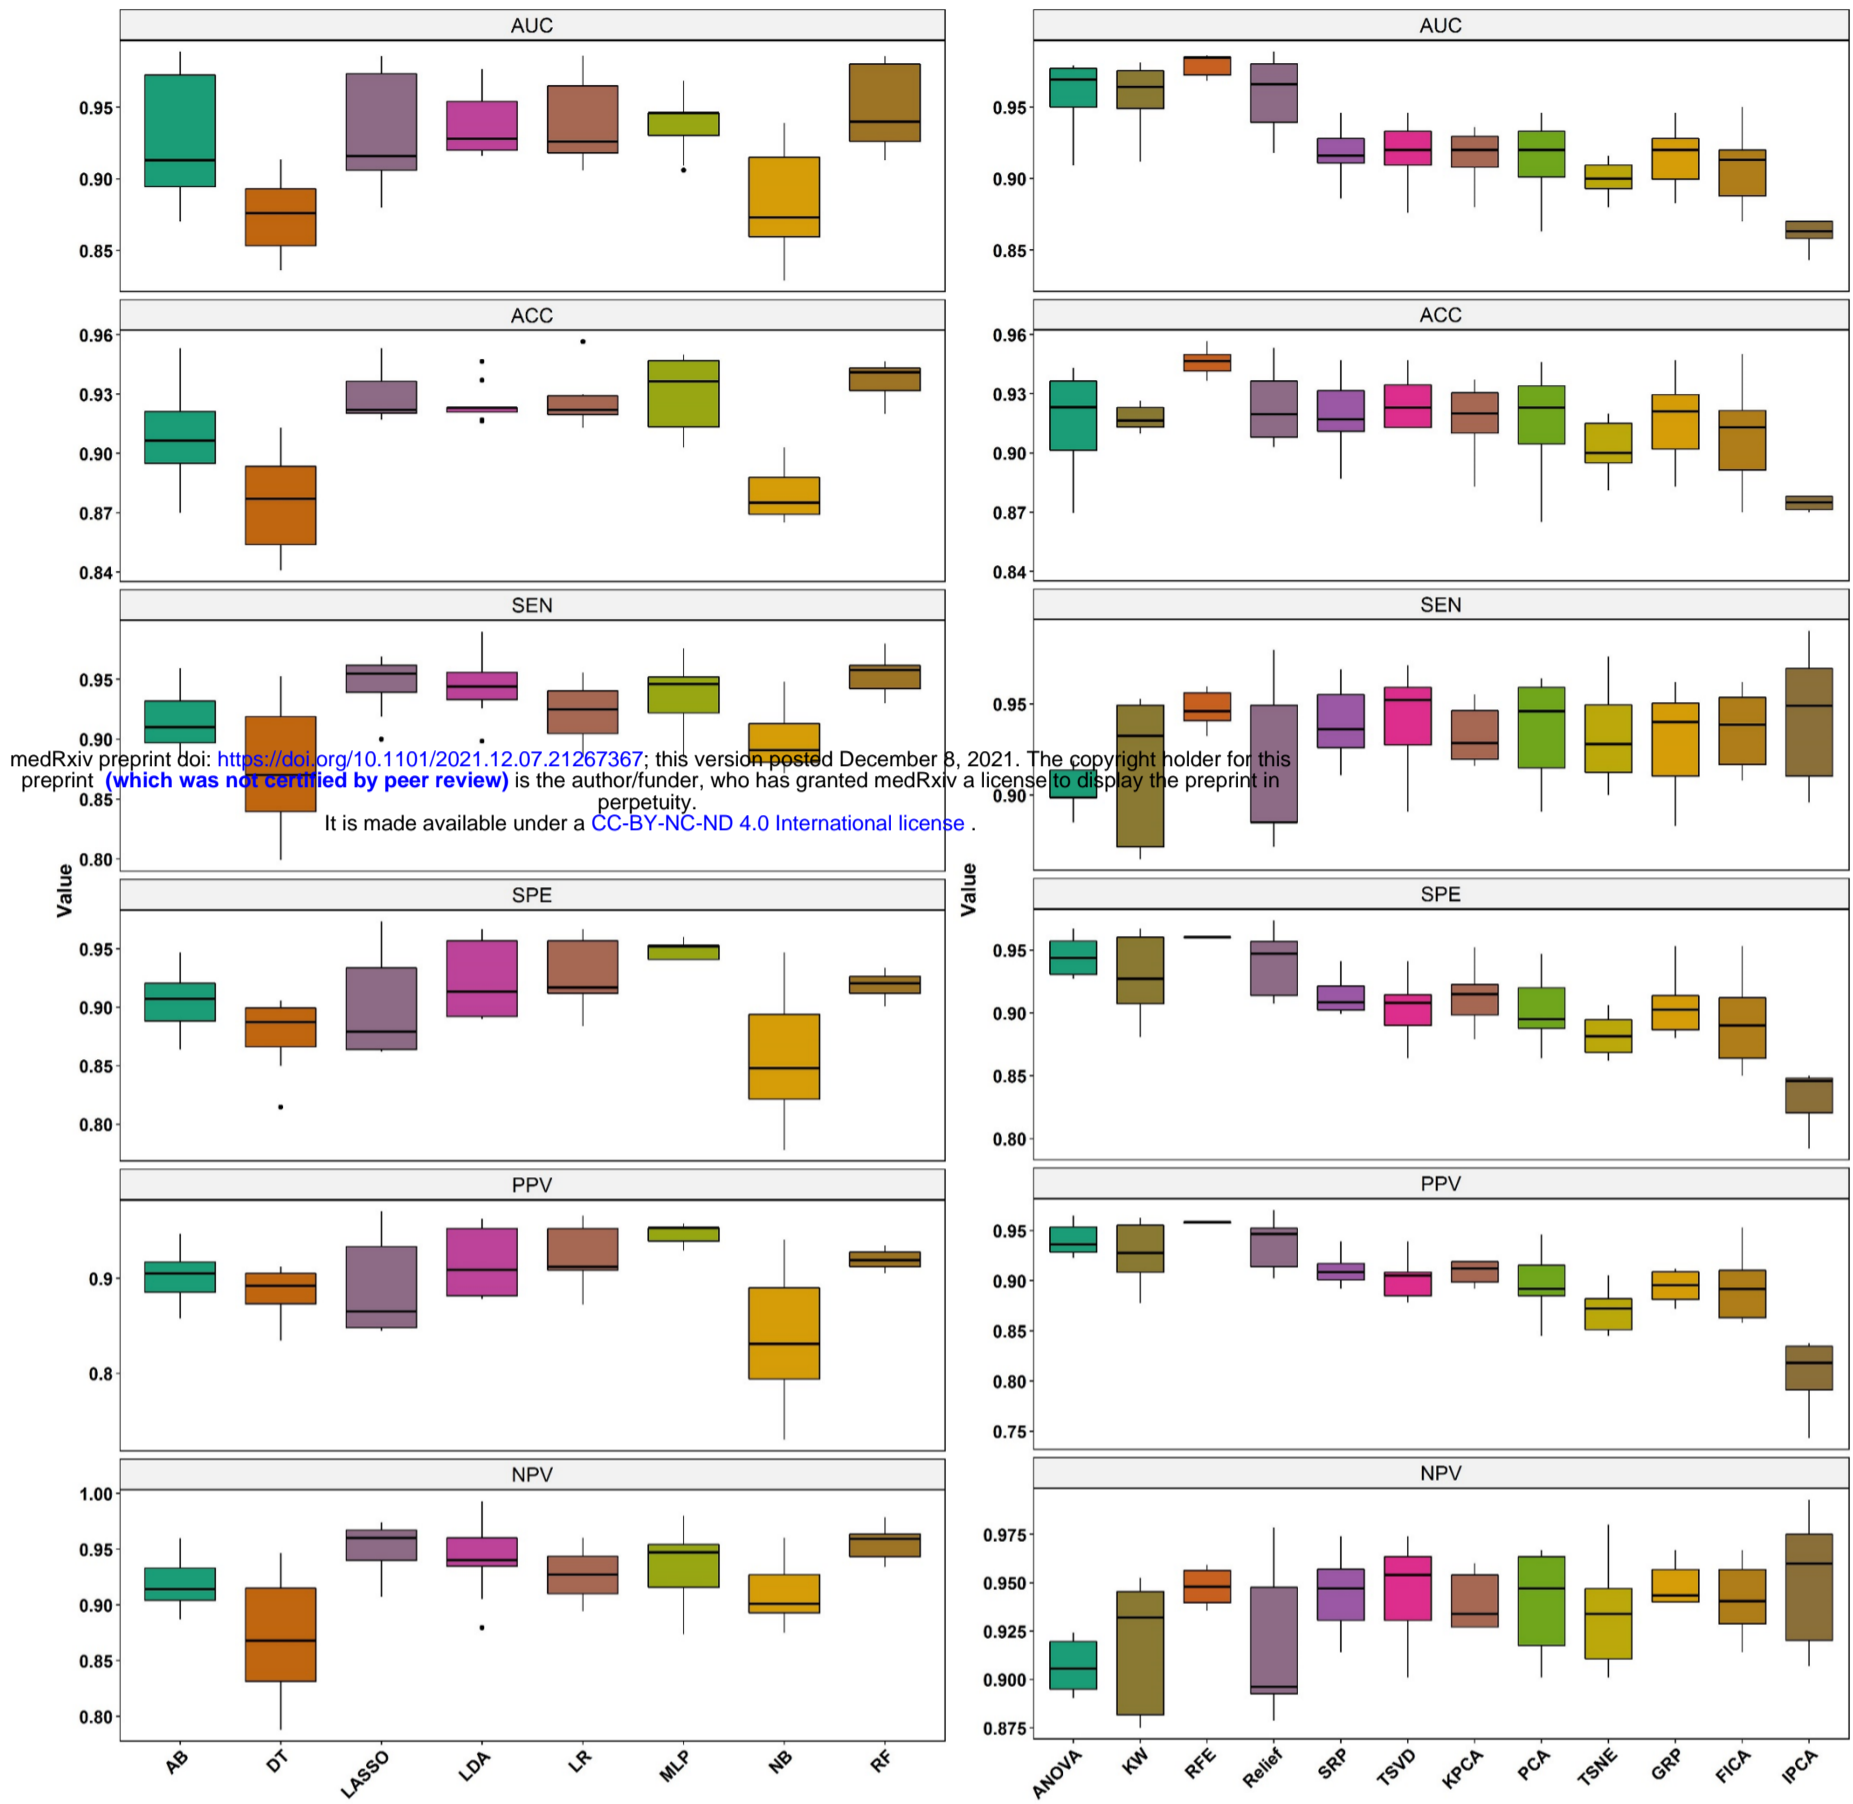 AUC
0.95
0.90
0.85
ACC
0.96
0.93
0.90
0.87
0.84
SEN
0.95
0.90
0.85
0.80
SPE
0.95
0.90
0.85
0.80
PPV
0.9
0.8
NPV
1.00
0.95
0.90
0.85
0.80
Value
AB
DT
LASSO
LDA
LR
MLP
NB
RF
AUC
0.95
0.90
0.85
ACC
0.96
0.93
0.90
0.87
0.84
SEN
0.95
0.90
SPE
0.95
0.90
0.85
0.80
PPV
0.95
0.90
0.85
0.80
0.75
NPV
0.975
0.950
0.925
0.900
0.875
Value
ANOVA
KW
RFE
Relief
SRP
TSVD
KPCA
PCA
TSNE
GRP
FICA
IPCA
medRxiv preprint doi: https://doi.org/10.1101/2021.12.07.21267367; this version posted December 8, 2021. The copyright holder for this
preprint (which was not certified by peer review) is the author/funder, who has granted medRxiv a license to display the preprint in
perpetuity.
It is made available under a CC-BY-NC-ND 4.0 International license .